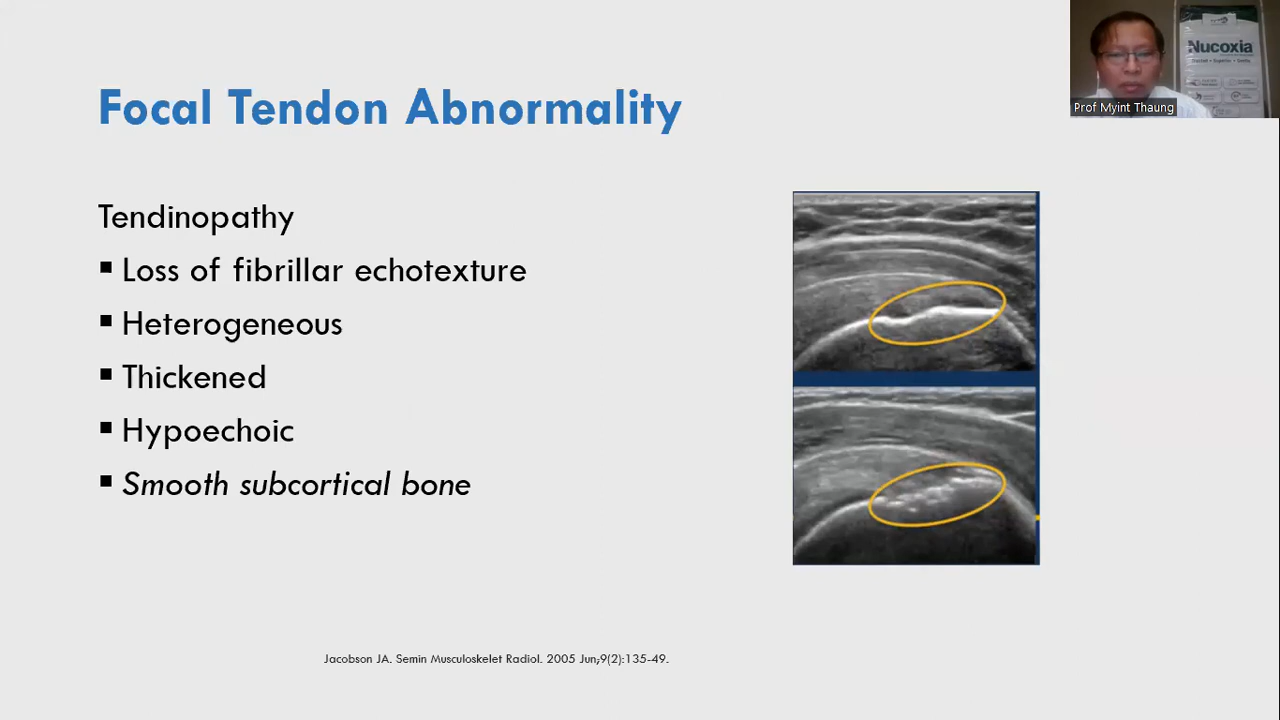 Focal Tendon Abnormality
Tendinopathy
▪ Loss of fibrillar echotexture
▪ Heterogeneous
▪ Thickened
▪ Hypoechoic
▪ Smooth subcortical bone
Jacobson JA. Semin Musculoskelet Radiol. 2005 Jun;9(2):135-49.
Nucoxia
Prof Myint Thaung